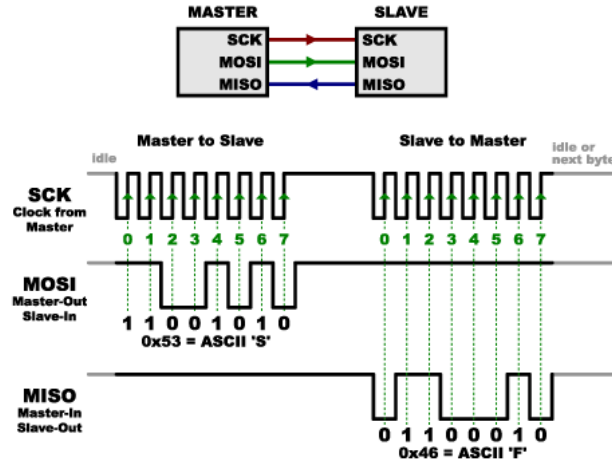 MASTER SLAVE
SCK SCK
MOSI MOSI
MISO MISO
Master to Slave Slave to Master
idle idle or
next byte
SCK
Clock from
Master
0 1 2 3 4 5 6 7 0 1 2 3 4 5 6 7
MOSI
Master-Out
Slave-In
1 1 0 0 1 0 1 0
0x53 = ASCII 'S'
MISO
Master-In
Slave-Out
0 1 1 0 0 0 1 0
0x46 = ASCII 'F'